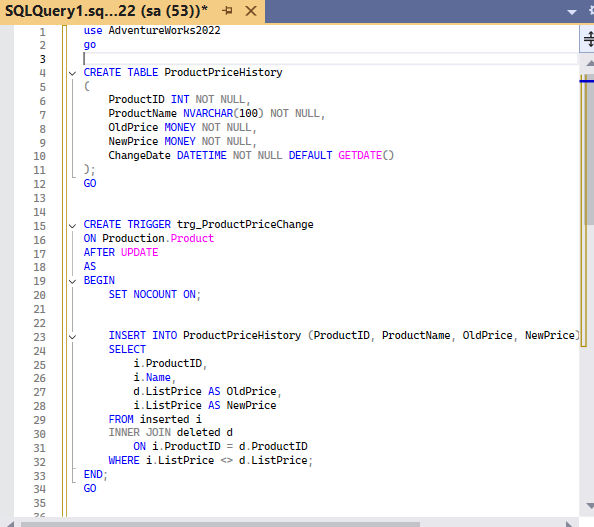 SQLQuery1.sq...22 (sa (53))*
1 use AdventureWorks2022
2 go
3
4 CREATE TABLE ProductPriceHistory
5 (
6 ProductID INT NOT NULL,
7 ProductName NVARCHAR(100) NOT NULL,
8 OldPrice MONEY NOT NULL,
9 NewPrice MONEY NOT NULL,
10 ChangeDate DATETIME NOT NULL DEFAULT GETDATE()
11 );
12 GO
13
14
15 CREATE TRIGGER trg_ProductPriceChange
16 ON Production.Product
17 AFTER UPDATE
18 AS
19 BEGIN
20 SET NOCOUNT ON;
21
22
23 INSERT INTO ProductPriceHistory (ProductID, ProductName, OldPrice, NewPrice)
24 SELECT
25 i.ProductID,
26 i.Name,
27 d.ListPrice AS OldPrice,
28 i.ListPrice AS NewPrice
29 FROM inserted i
30 INNER JOIN deleted d
31 ON i.ProductID = d.ProductID
32 WHERE i.ListPrice <> d.ListPrice;
33 END;
34 GO
35